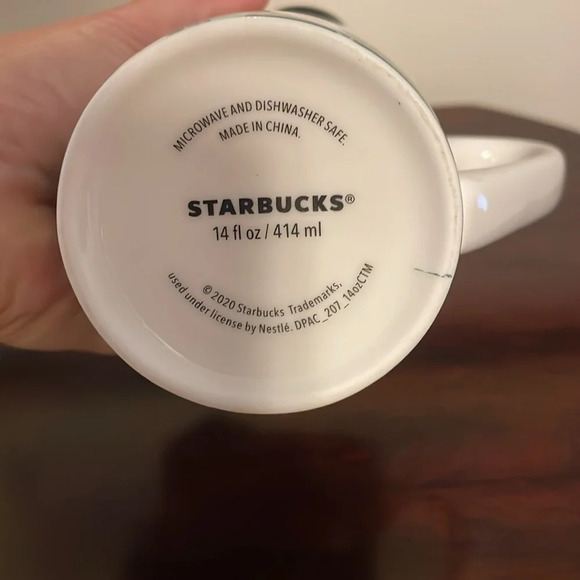 MICROWAVE AND DISHWASHER SAFE.
MADE IN CHINA.
STARBUCKS®
14 fl oz / 414 ml
© 2020 Starbucks Trademarks,
used under license by Nestlé. DPAC_207_14ozCTM